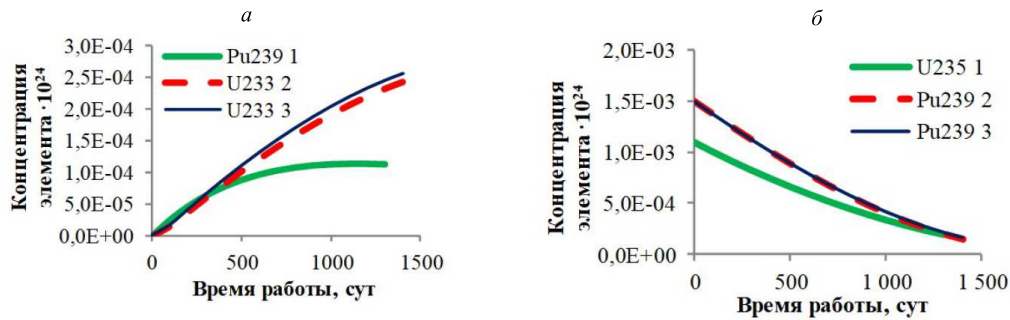 а
3,0E-04
2,5E-04
2,0E-04
1,5E-04
1,0E-04
5,0E-05
0,0E+00
Концентрация
элемента ·10²⁴
Pu239 1
U233 2
U233 3
0
500
1000
1500
Время работы, сут
б
2,0E-03
1,5E-03
1,0E-03
5,0E-04
0,0E+00
Концентрация
элемента ·10²⁴
U235 1
Pu239 2
Pu239 3
0
500
1 000
1 500
Время работы, сут